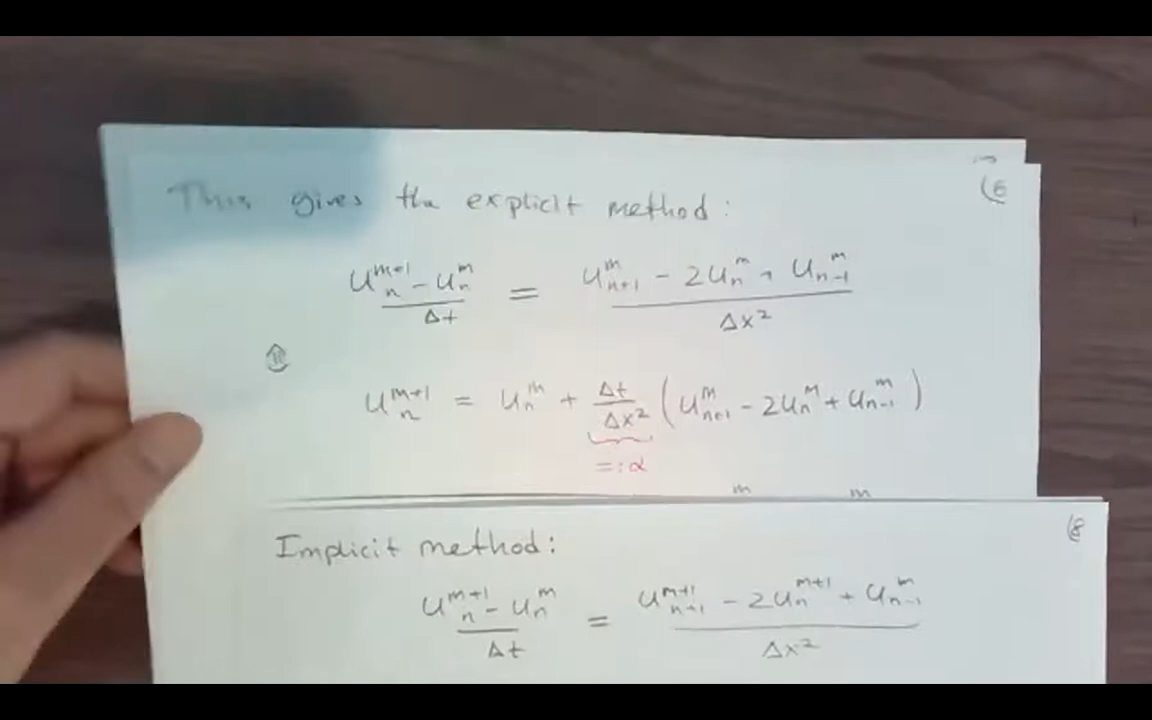 This gives the explicit method: (6
(u_n^{m+1} - u_n^m) / Δt = (u_{n+1}^m - 2u_n^m + u_{n-1}^m) / Δx²
⇕
u_n^{m+1} = u_n^m + Δt/Δx² (u_{n+1}^m - 2u_n^m + u_{n-1}^m)
=: α
m m
Implicit method: (8
(u_n^{m+1} - u_n^m) / Δt = (u_{n+1}^{m+1} - 2u_n^{m+1} + u_{n-1}^m) / Δx²